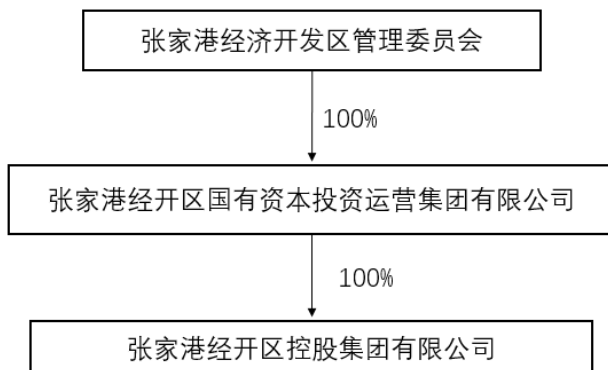 张家港经济开发区管理委员会
100%
张家港经开区国有资本投资运营集团有限公司
100%
张家港经开区控股集团有限公司